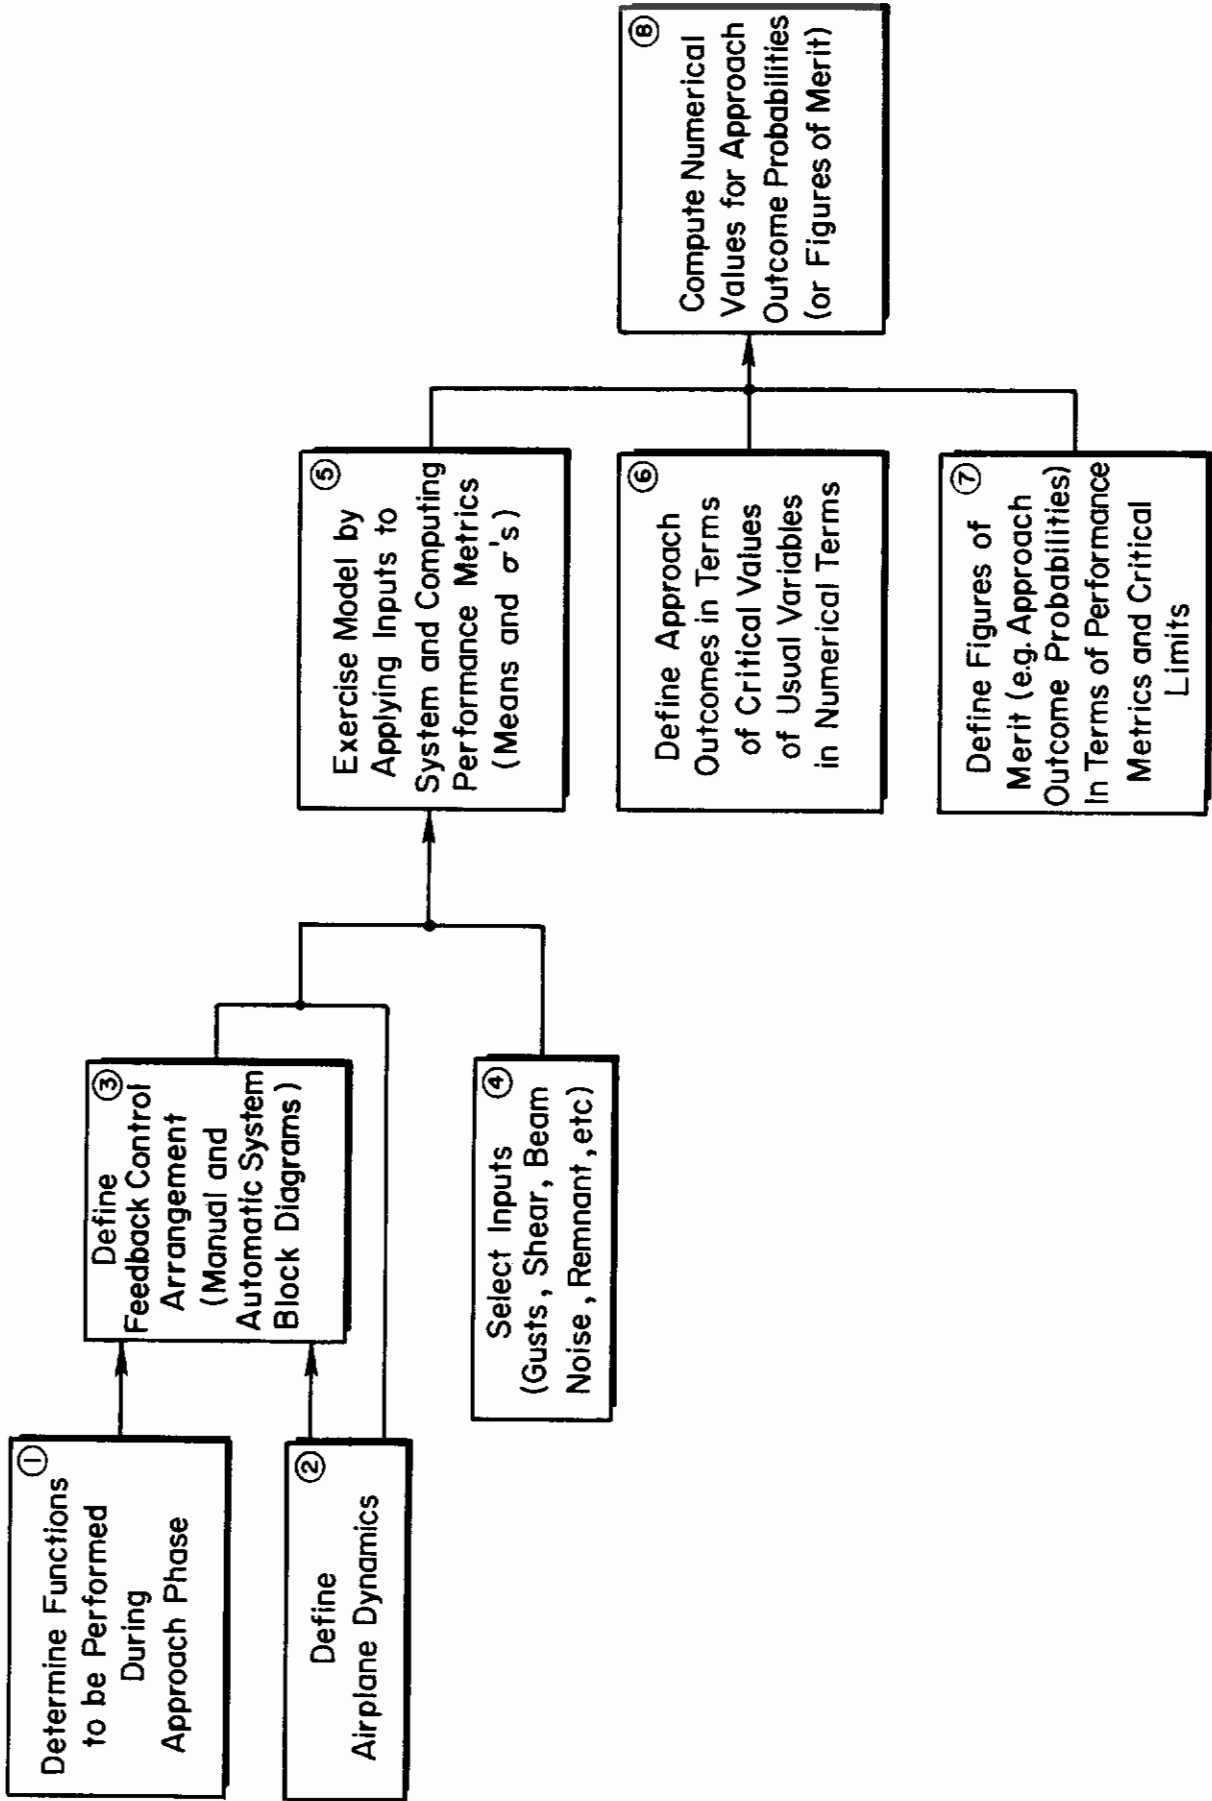 ①
Determine Functions
to be Performed
During
Approach Phase
②
Define
Airplane Dynamics
③
Define
Feedback Control
Arrangement
(Manual and
Automatic System
Block Diagrams)
④
Select Inputs
(Gusts, Shear, Beam
Noise, Remnant, etc)
⑤
Exercise Model by
Applying Inputs to
System and Computing
Performance Metrics
(Means and σ's)
⑥
Define Approach
Outcomes in Terms
of Critical Values
of Usual Variables
in Numerical Terms
⑦
Define Figures of
Merit (e.g. Approach
Outcome Probabilities)
In Terms of Performance
Metrics and Critical
Limits
⑧
Compute Numerical
Values for Approach
Outcome Probabilities
(or Figures of Merit)